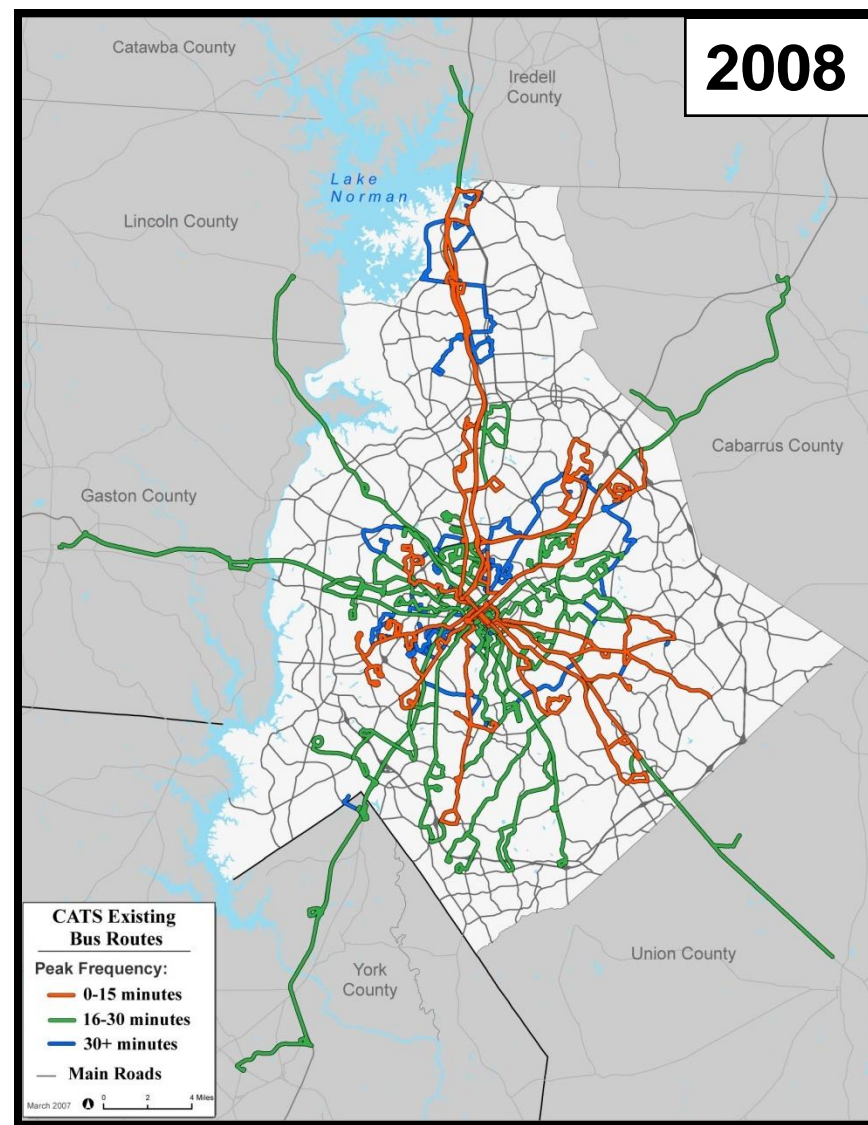 2008
Catawba County
Iredell
County
Lake
Norman
Lincoln County
Cabarrus County
Gaston County
Union County
York
County
CATS Existing
Bus Routes
Peak Frequency:
0-15 minutes
16-30 minutes
30+ minutes
Main Roads
March 2007
0 2 4 Miles